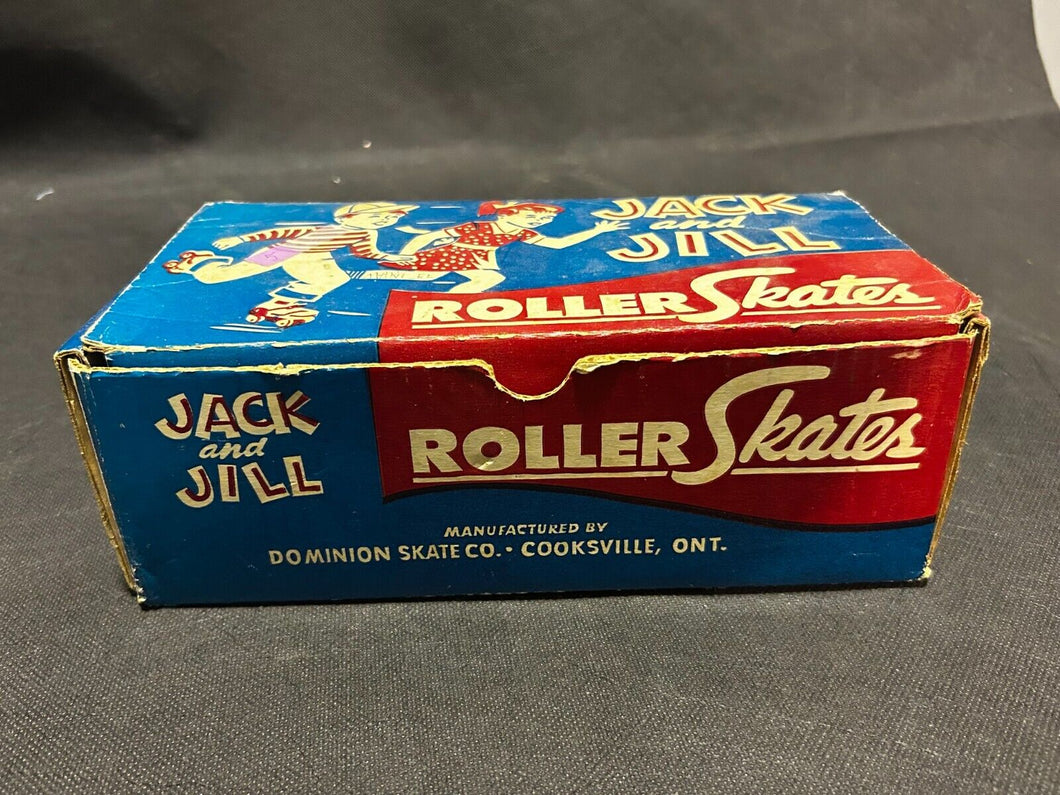 JACK
and
JILL
ROLLER Skates
JACK
and
JILL
ROLLER Skates
MANUFACTURED BY
DOMINION SKATE CO. • COOKSVILLE, ONT.